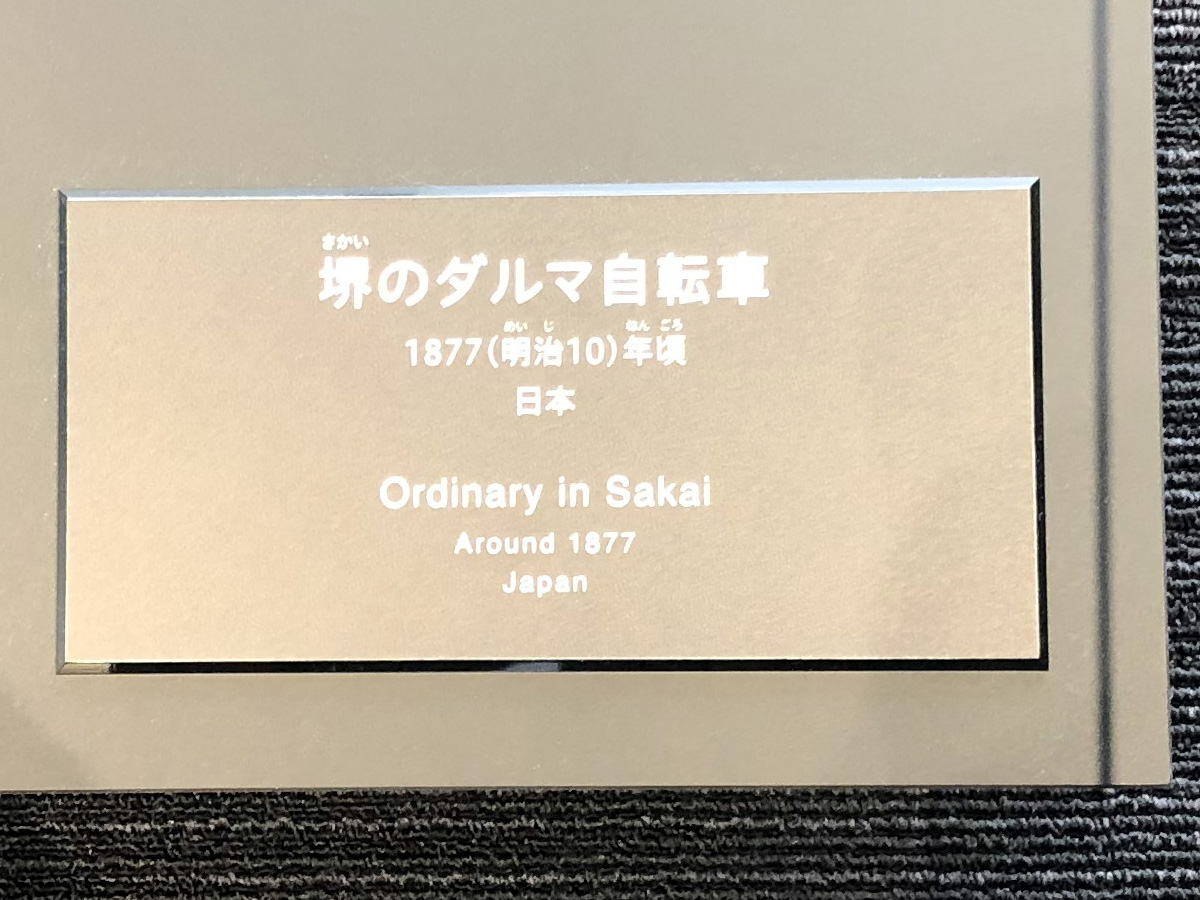 さかい
堺のダルマ自転車
めい じ ねん ごろ
1877(明治10)年頃
日本
Ordinary in Sakai
Around 1877
Japan